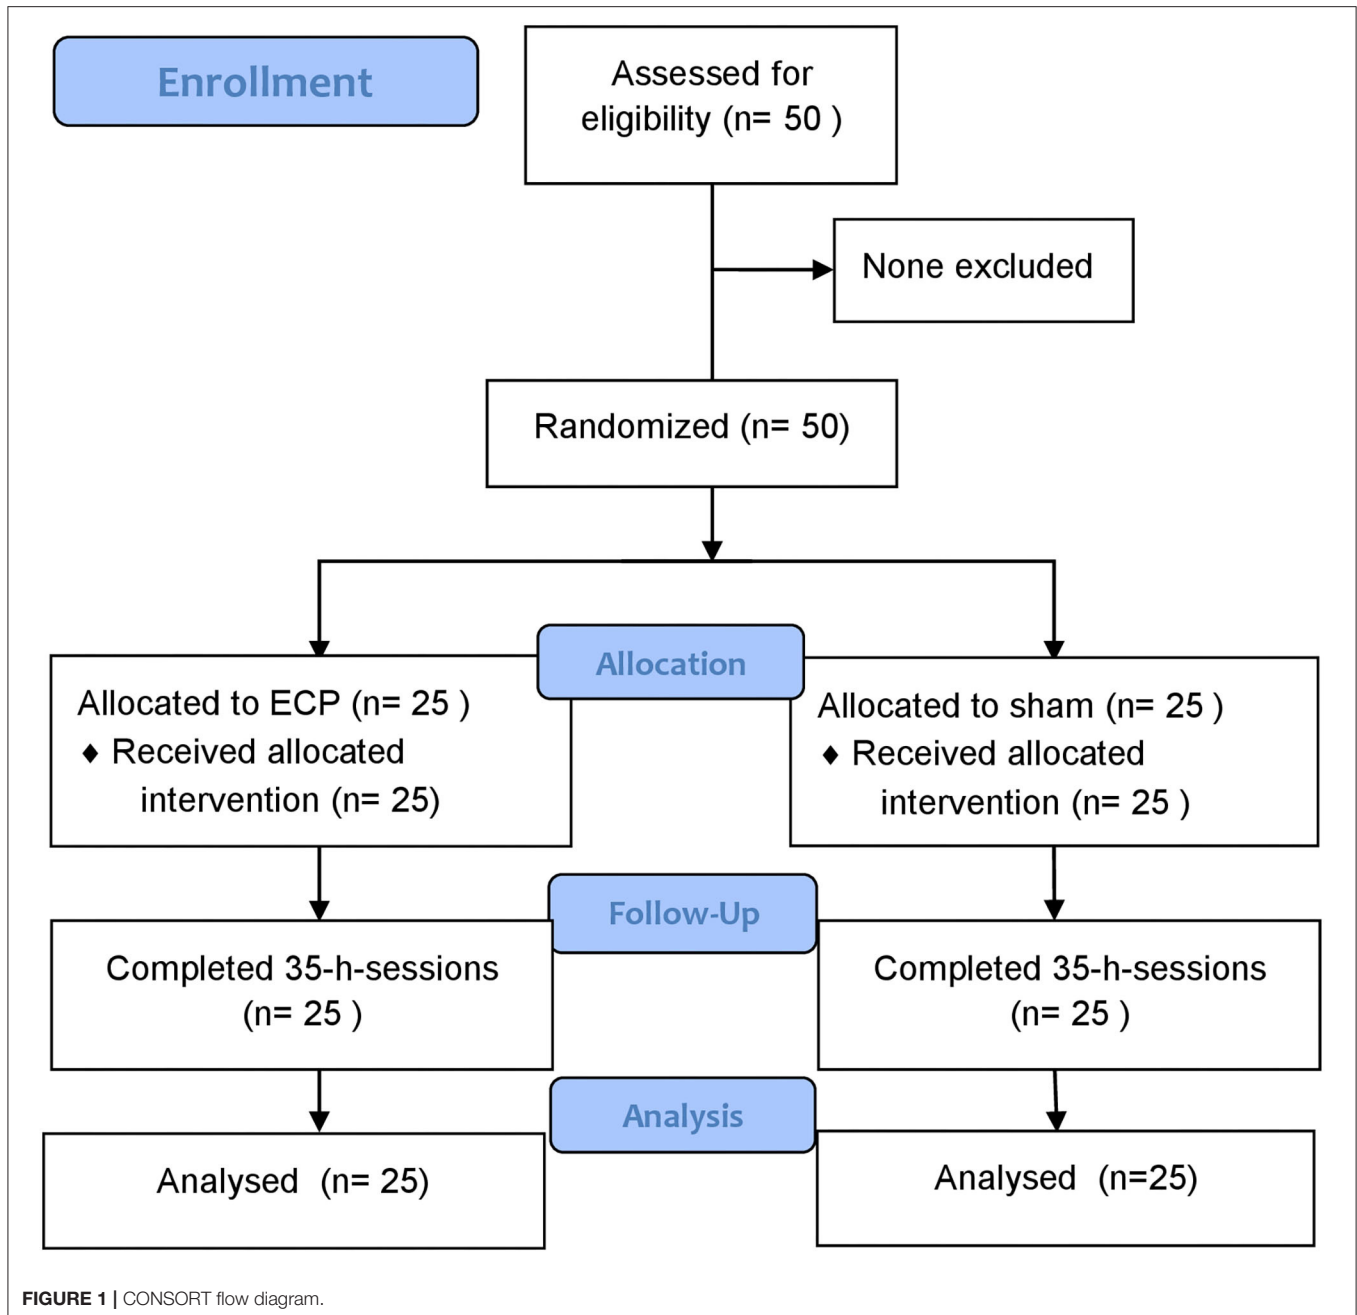 Enrollment
Assessed for
eligibility (n= 50 )
None excluded
Randomized (n= 50)
Allocation
Allocated to ECP (n= 25 )
♦ Received allocated
intervention (n= 25)
Allocated to sham (n= 25 )
♦ Received allocated
intervention (n= 25 )
Follow-Up
Completed 35-h-sessions
(n= 25 )
Completed 35-h-sessions
(n= 25 )
Analysis
Analysed  (n= 25)
Analysed  (n=25)
FIGURE 1 | CONSORT flow diagram.